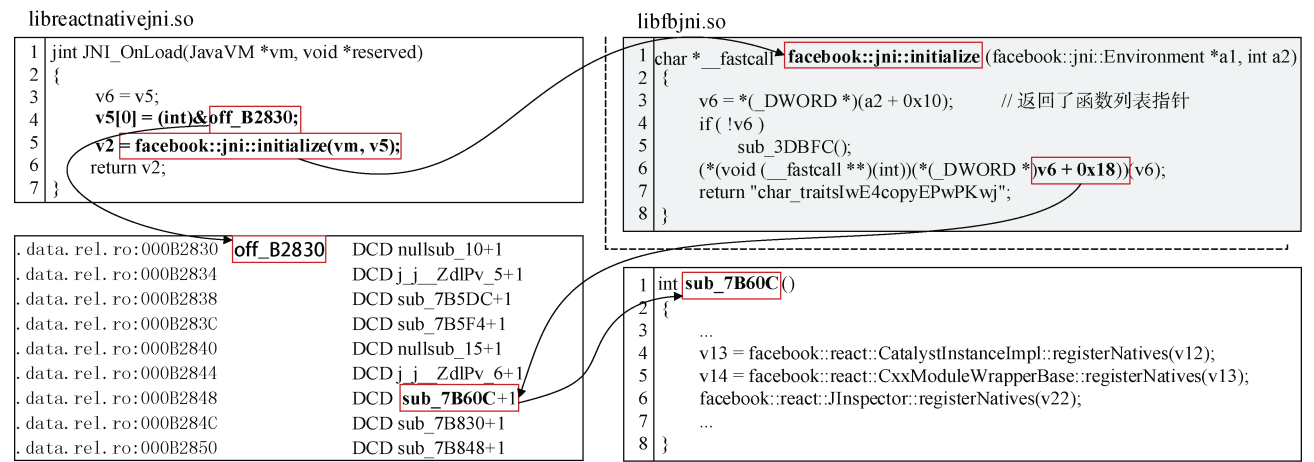 libreactnativejni.so
1 jint JNI_OnLoad(JavaVM *vm, void *reserved)
2 {
3 v6 = v5;
4 v5[0] = (int)&off_B2830;
5 v2 = facebook::jni::initialize(vm, v5);
6 return v2;
7 }
libfbjni.so
1 char *__fastcall facebook::jni::initialize (facebook::jni::Environment *a1, int a2)
2 {
3 v6 = *(_DWORD *)(a2 + 0x10); // 返回了函数列表指针
4 if ( !v6 )
5 sub_3DBFC();
6 (*(void (__fastcall **)(int))(*(_DWORD *)v6 + 0x18))(v6);
7 return "char_traitsIwE4copyEPwPKwj";
8 }
.data.rel.ro:000B2830 off_B2830 DCD nullsub_10+1
.data.rel.ro:000B2834 DCD j_j__ZdlPv_5+1
.data.rel.ro:000B2838 DCD sub_7B5DC+1
.data.rel.ro:000B283C DCD sub_7B5F4+1
.data.rel.ro:000B2840 DCD nullsub_15+1
.data.rel.ro:000B2844 DCD j_j__ZdlPv_6+1
.data.rel.ro:000B2848 DCD sub_7B60C+1
.data.rel.ro:000B284C DCD sub_7B830+1
.data.rel.ro:000B2850 DCD sub_7B848+1
1 int sub_7B60C ()
2 {
3 ...
4 v13 = facebook::react::CatalystInstanceImpl::registerNatives(v12);
5 v14 = facebook::react::CxxModuleWrapperBase::registerNatives(v13);
6 facebook::react::JInspector::registerNatives(v22);
7 ...
8 }